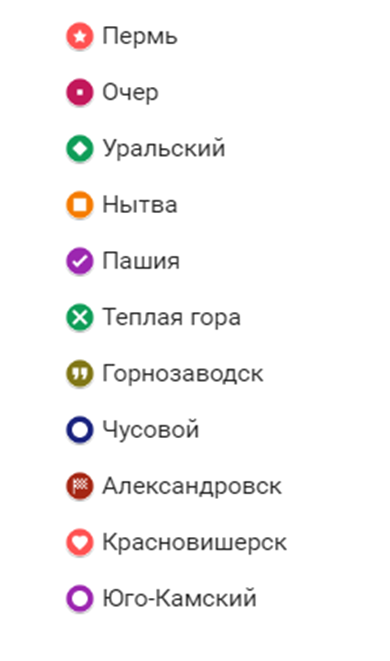 Пермь
Очер
Уральский
Нытва
Пашия
Теплая гора
Горнозаводск
Чусовой
Александровск
Красновишерск
Юго-Камский